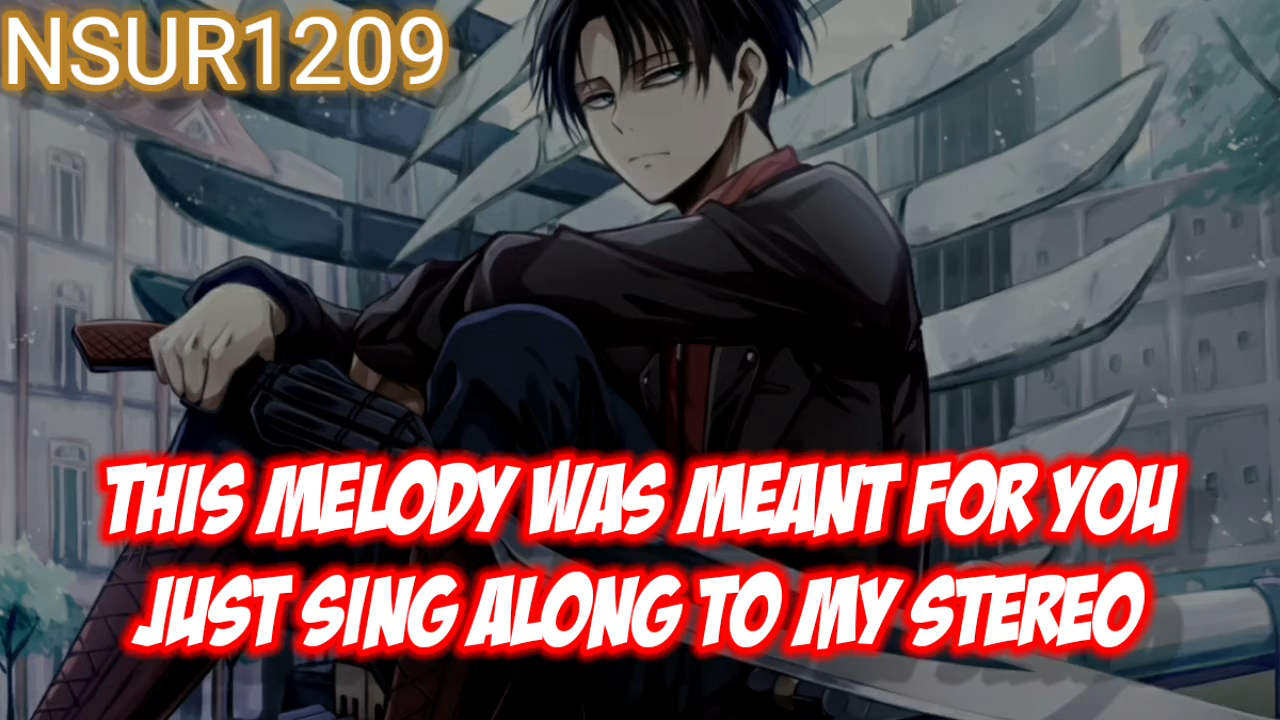 NSUR1209
THIS MELODY WAS MEANT FOR YOU
JUST SING ALONG TO MY STEREO